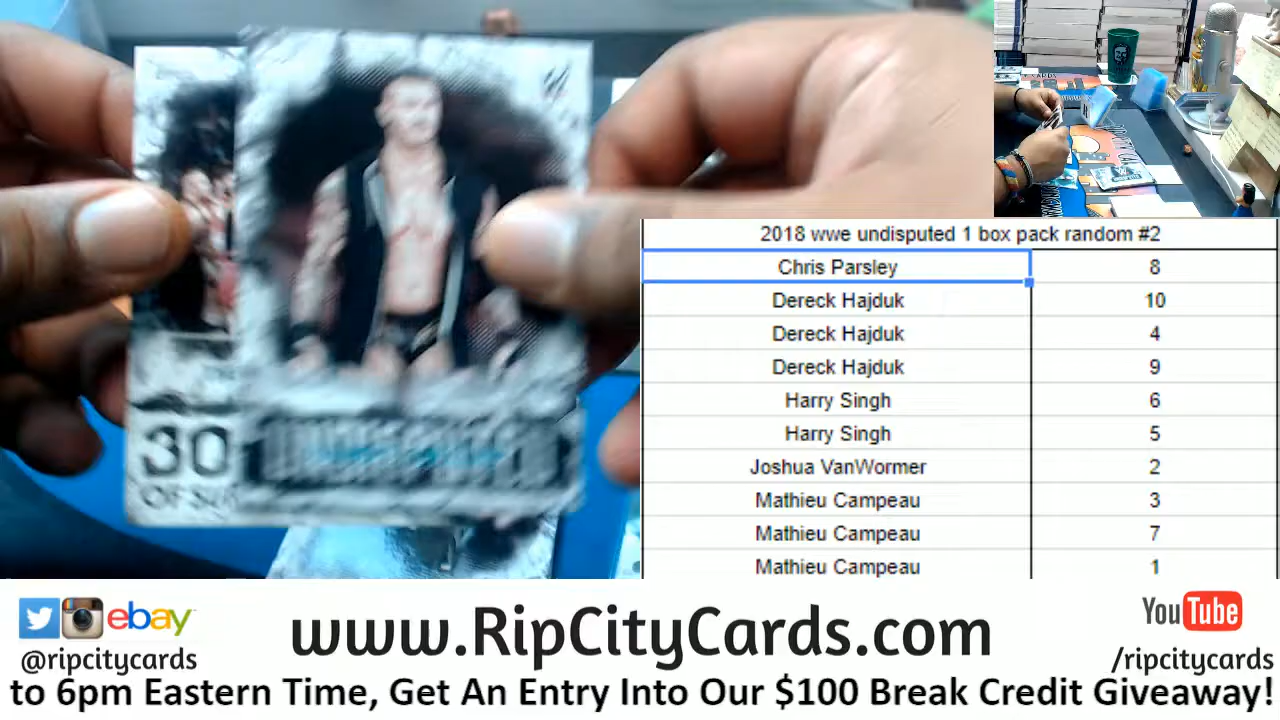 30
2018 wwe undisputed 1 box pack random #2
Chris Parsley 8
Dereck Hajduk 10
Dereck Hajduk 4
Dereck Hajduk 9
Harry Singh 6
Harry Singh 5
Joshua VanWormer 2
Mathieu Campeau 3
Mathieu Campeau 7
Mathieu Campeau 1
ebay
@ripcitycards
www.RipCityCards.com
YouTube
/ripcitycards
to 6pm Eastern Time, Get An Entry Into Our $100 Break Credit Giveaway!